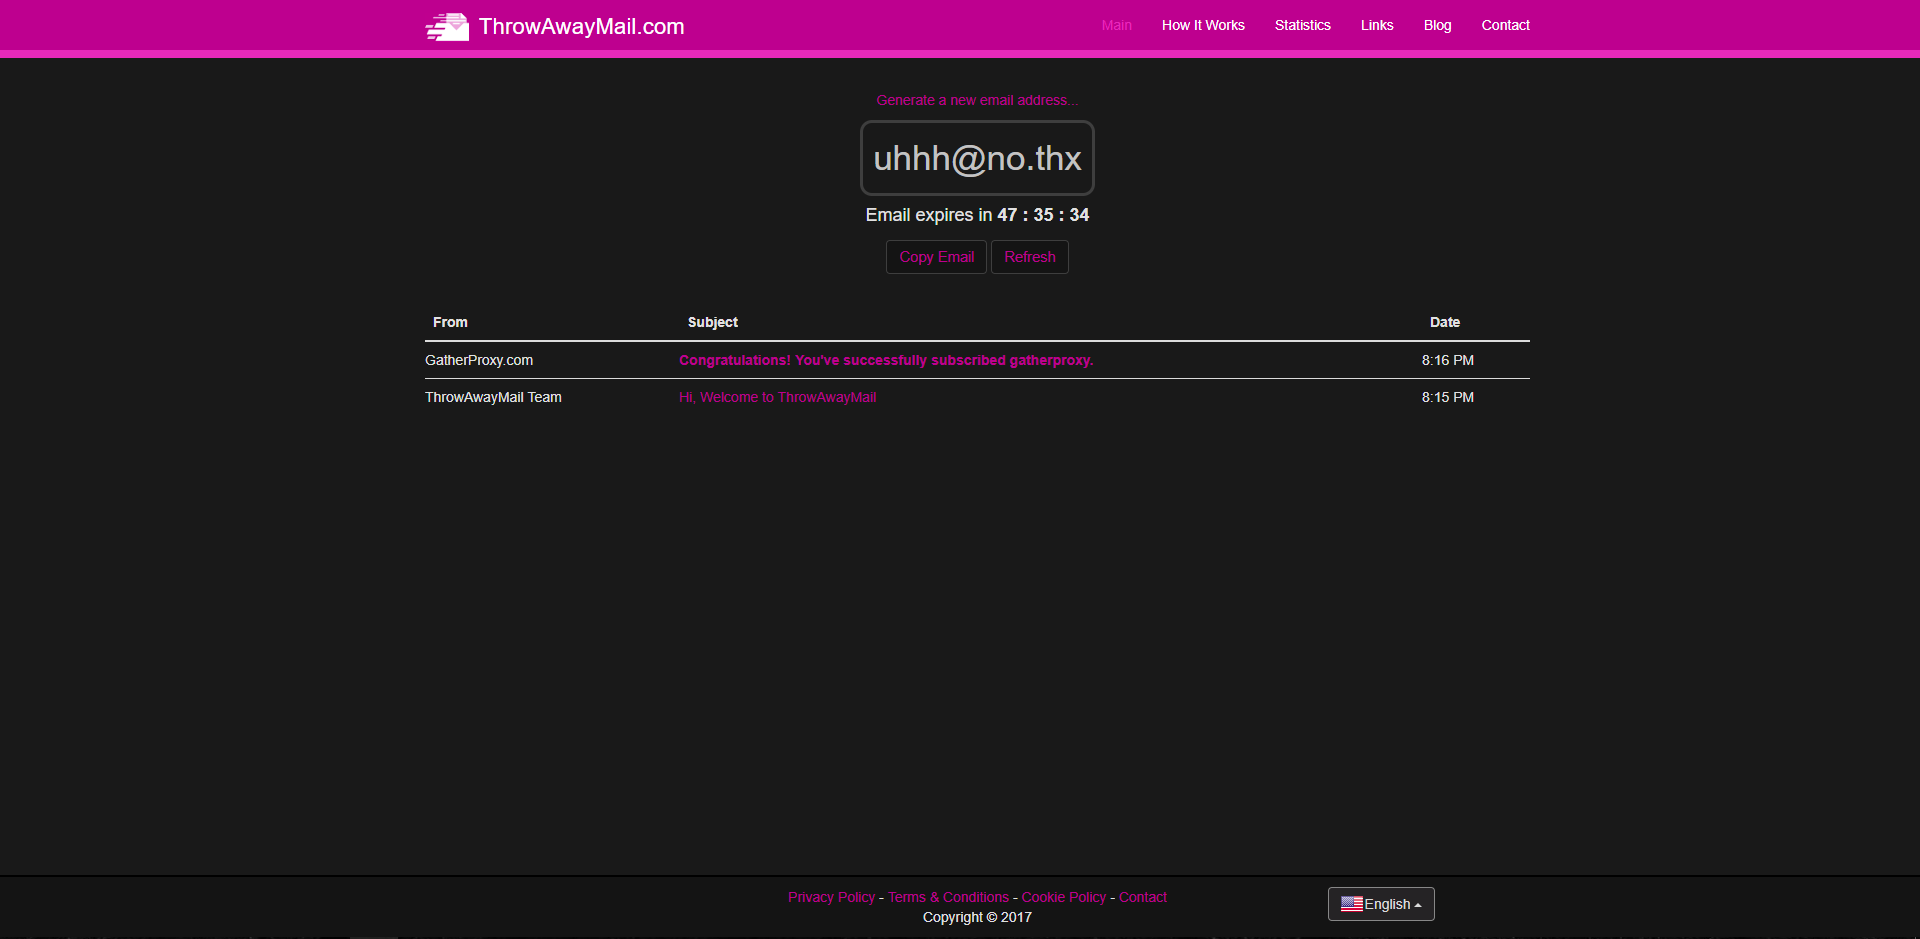 ThrowAwayMail.com Main How It Works Statistics Links Blog Contact
Generate a new email address...
uhhh@no.thx
Email expires in 47 : 35 : 34
Copy Email Refresh
From Subject Date
GatherProxy.com Congratulations! You've successfully subscribed gatherproxy. 8:16 PM
ThrowAwayMail Team Hi, Welcome to ThrowAwayMail 8:15 PM
Privacy Policy - Terms & Conditions - Cookie Policy - Contact
English
Copyright © 2017